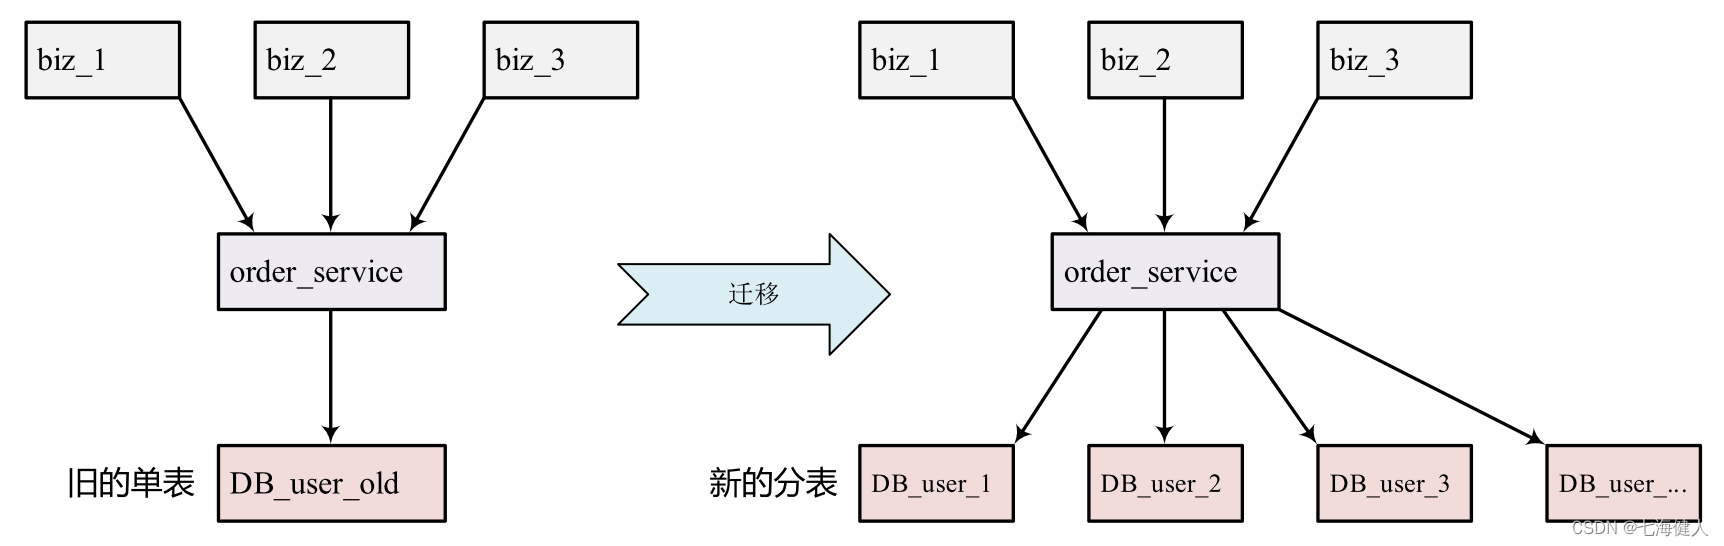 biz_1
biz_2
biz_3
order_service
旧的单表
DB_user_old
迁移
biz_1
biz_2
biz_3
order_service
新的分表
DB_user_1
DB_user_2
DB_user_3
DB_user_...
CSDN @七海健人